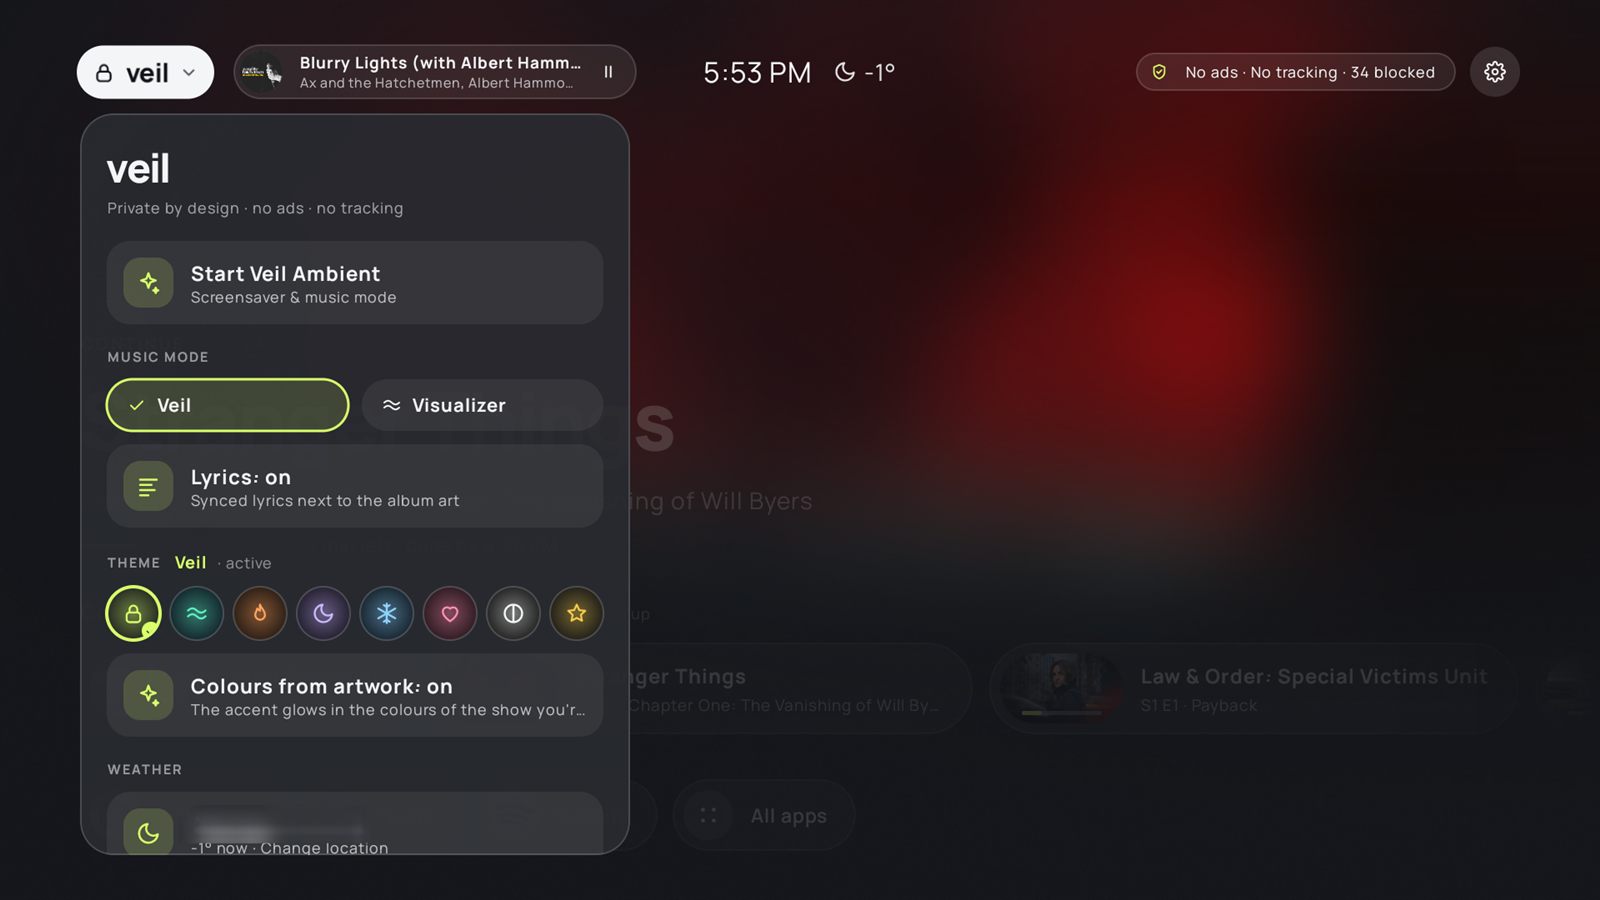 veil
Blurry Lights (with Albert Hamm…
Ax and the Hatchetmen, Albert Hammo…
5:53 PM
-1°
No ads · No tracking · 34 blocked
veil
Private by design · no ads · no tracking
Start Veil Ambient
Screensaver & music mode
MUSIC MODE
Veil
Visualizer
Lyrics: on
Synced lyrics next to the album art
THEME Veil · active
Colours from artwork: on
The accent glows in the colours of the show you'r…
WEATHER
-1° now · Change location
of Will Byers
up
Things
Chapter One: The Vanishing of Will By…
Law & Order: Special Victims Unit
S1 E1 · Payback
All apps